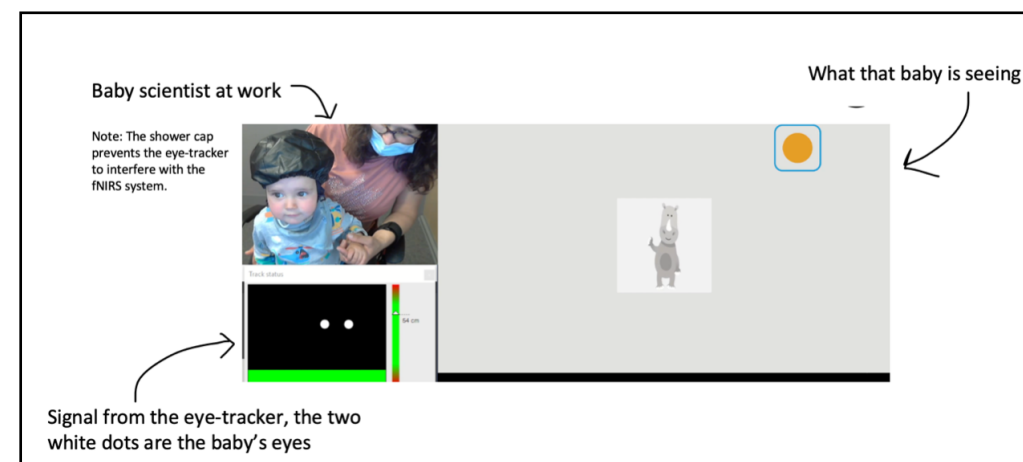 What that baby is seeing
Baby scientist at work
Note: The shower cap
prevents the eye-tracker
to interfere with the
fNIRS system.
Track status
54 cm
Signal from the eye-tracker, the two
white dots are the baby's eyes